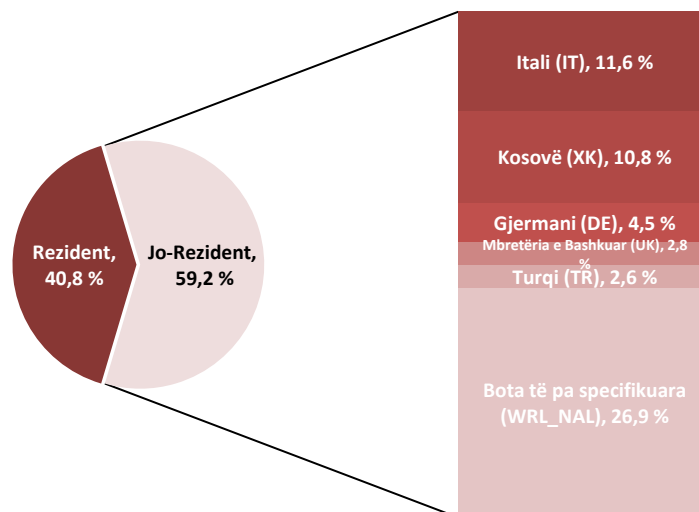 Rezident,
40,8 %
Jo-Rezident,
59,2 %
Itali (IT), 11,6 %
Kosovë (XK), 10,8 %
Gjermani (DE), 4,5 %
Mbretëria e Bashkuar (UK), 2,8
%
Turqi (TR), 2,6 %
Bota të pa specifikuara
(WRL_NAL), 26,9 %